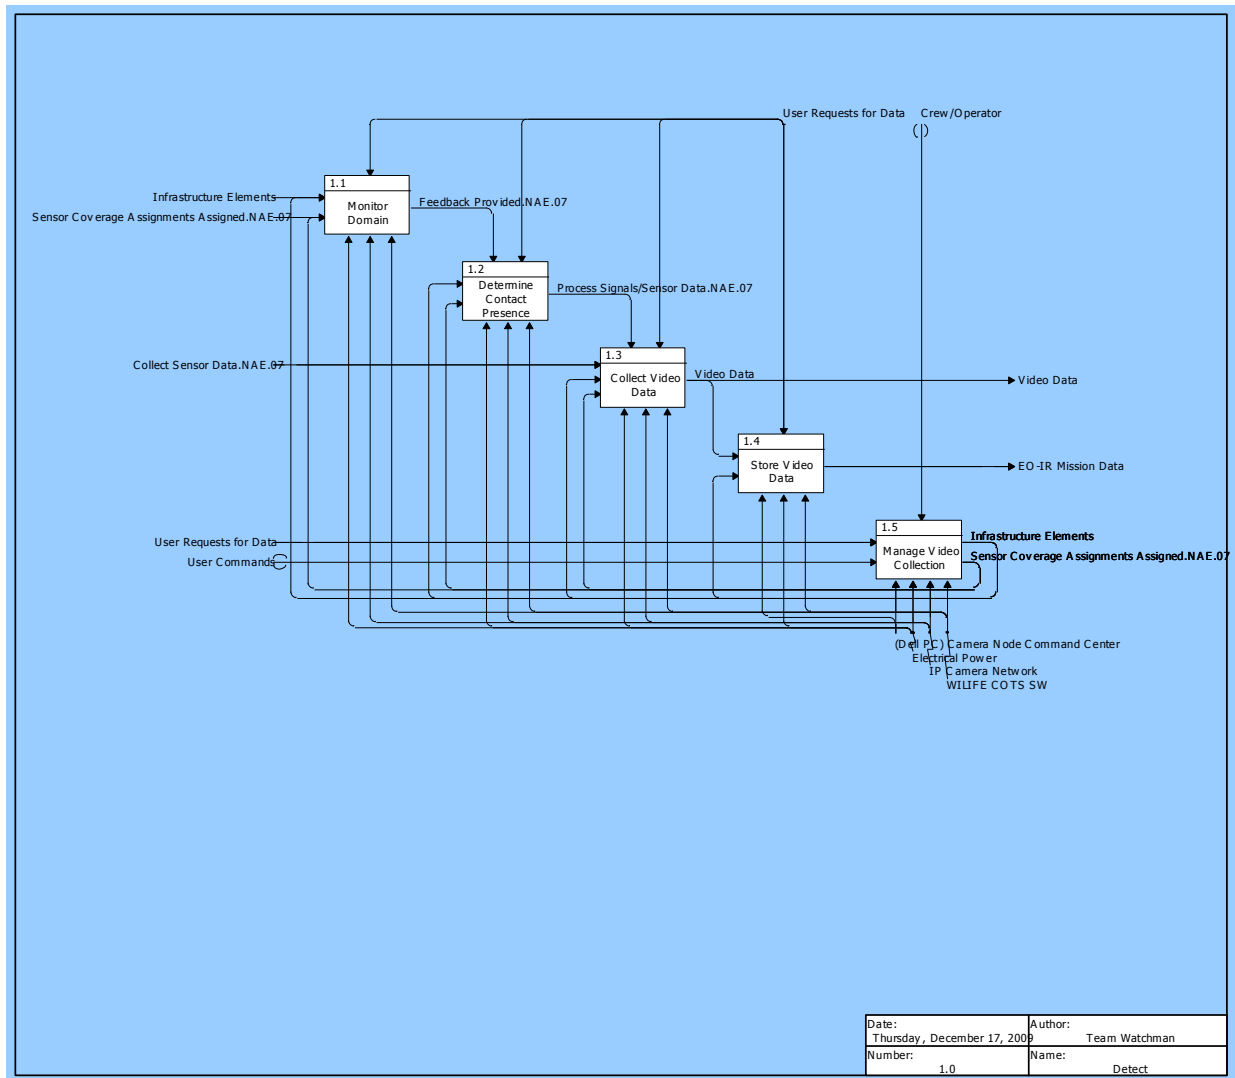 User Requests for Data
Crew/Operator
1.1
Monitor
Domain
Infrastructure Elements
Sensor Coverage Assignments Assigned.NAE.07
Feedback Provided.NAE.07
1.2
Determine
Contact
Presence
Process Signals/Sensor Data.NAE.07
1.3
Collect Video
Data
Collect Sensor Data.NAE.07
Video Data
Video Data
1.4
Store Video
Data
EO-IR Mission Data
1.5
Manage Video
Collection
User Requests for Data
User Commands
Infrastructure Elements
Sensor Coverage Assignments Assigned.NAE.07
(Dell PC) Camera Node Command Center
Electrical Power
IP Camera Network
WILIFE COTS SW
Date:
Thursday, December 17, 2009
Author:
Team Watchman
Number:
1.0
Name:
Detect